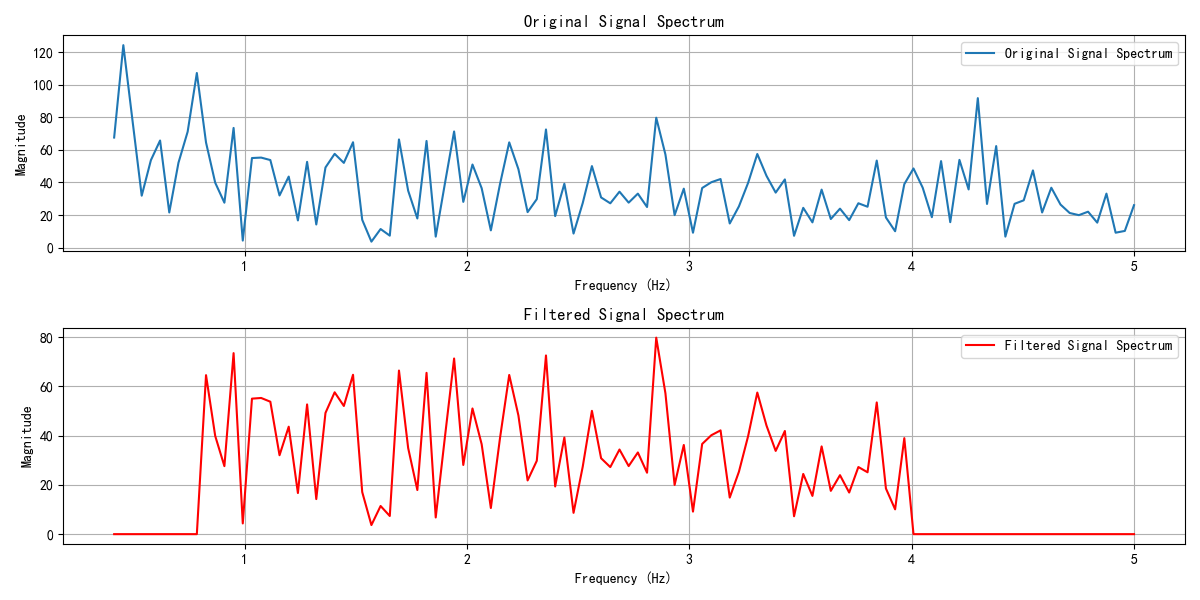 Original Signal Spectrum
Original Signal Spectrum
Magnitude
120
100
80
60
40
20
0
1 2 3 4 5
Frequency (Hz)
Filtered Signal Spectrum
Filtered Signal Spectrum
Magnitude
80
60
40
20
0
1 2 3 4 5
Frequency (Hz)